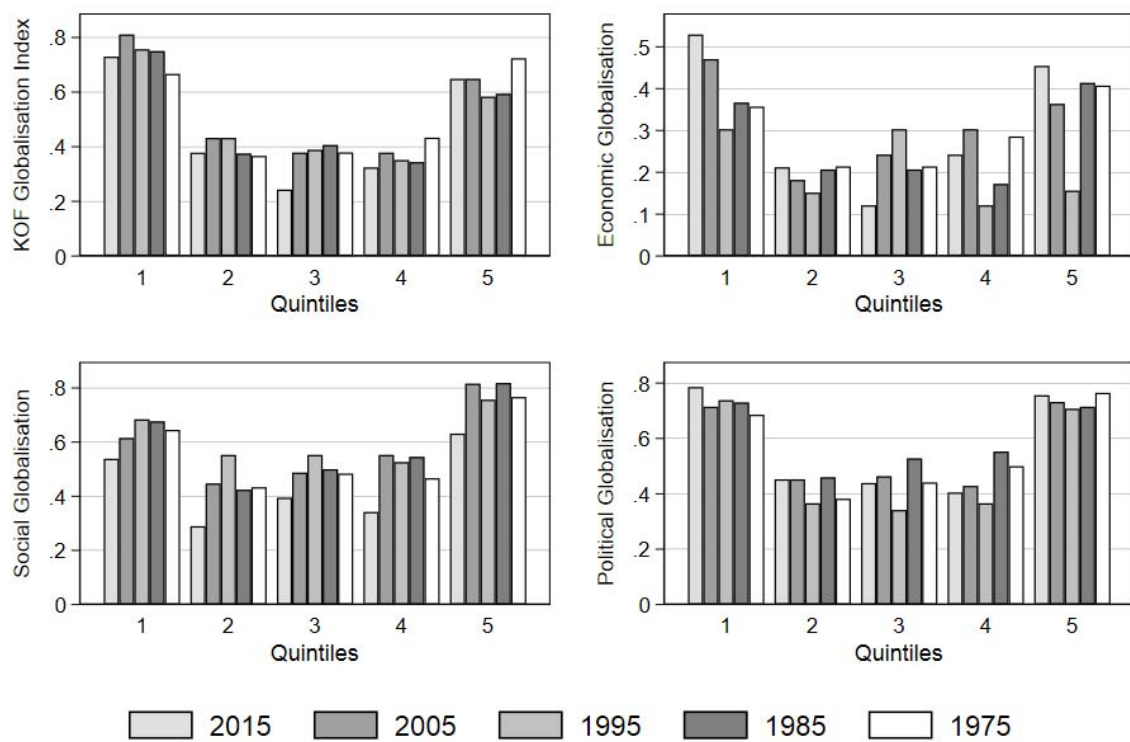 KOF Globalisation Index
.8
.6
.4
.2
0
1 2 3 4 5
Quintiles
Economic Globalisation
.5
.4
.3
.2
.1
0
1 2 3 4 5
Quintiles
Social Globalisation
.8
.6
.4
.2
0
1 2 3 4 5
Quintiles
Political Globalisation
.8
.6
.4
.2
0
1 2 3 4 5
Quintiles
2015 2005 1995 1985 1975